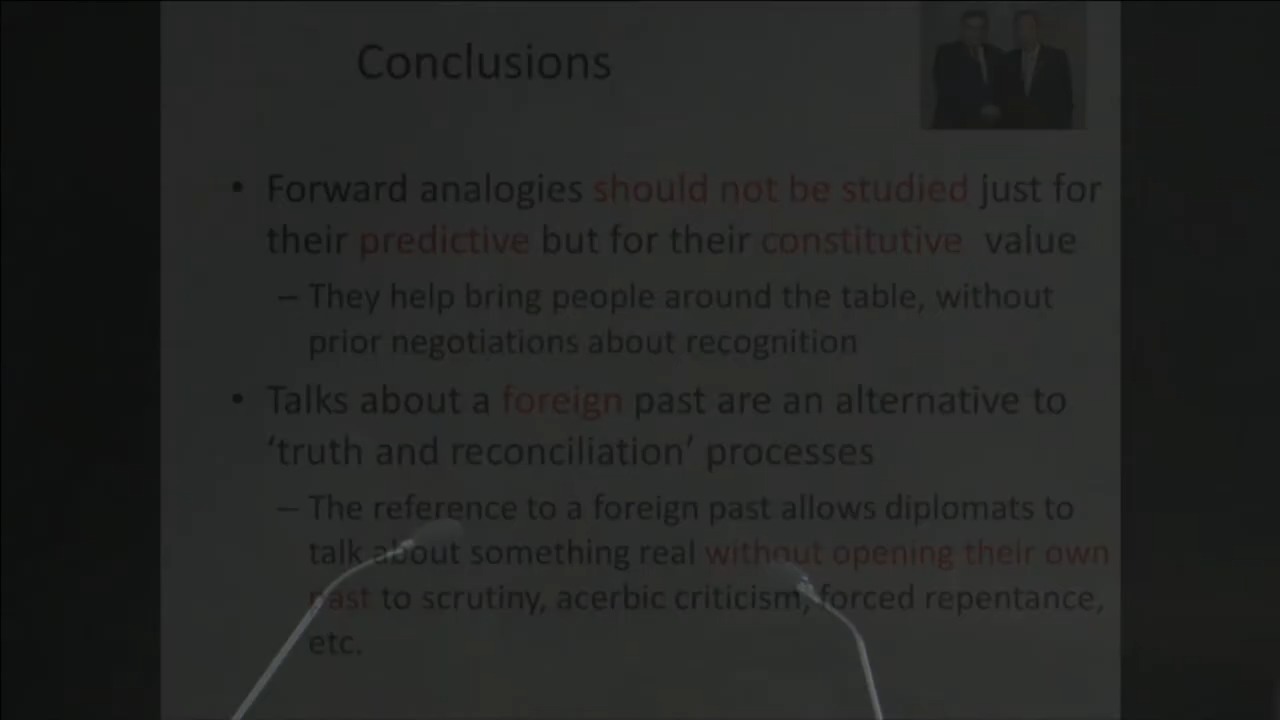 Conclusions
• Forward analogies should not be studied just for
their predictive but for their constitutive value
– They help bring people around the table, without
prior negotiations about recognition
• Talks about a foreign past are an alternative to
‘truth and reconciliation’ processes
– The reference to a foreign past allows diplomats to
talk about something real without opening their own
past to scrutiny, acerbic criticism, forced repentance,
etc.